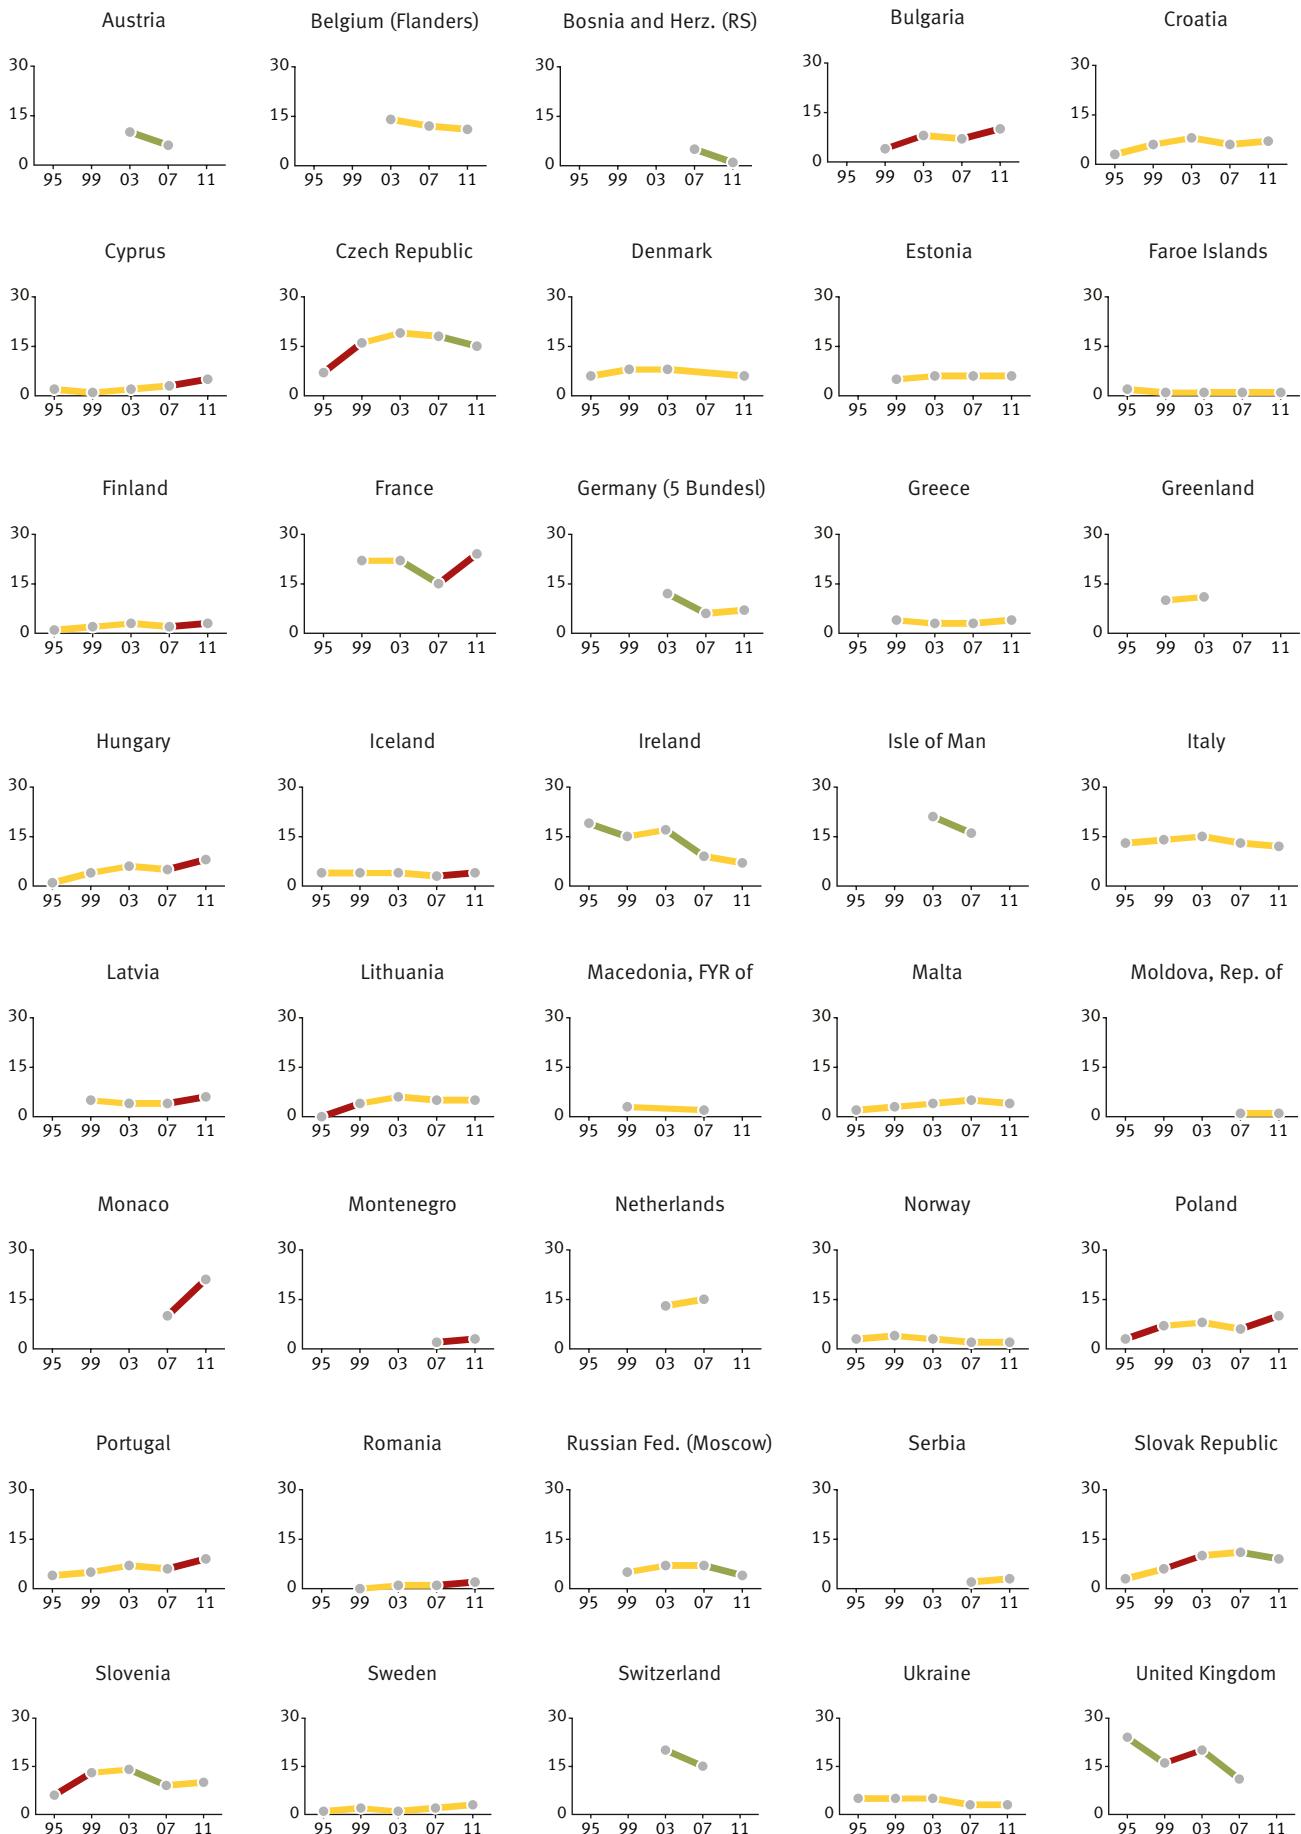 Austria Belgium (Flanders) Bosnia and Herz. (RS) Bulgaria Croatia
30 30 30 30 30
15 15 15 15 15
0 0 0 0 0
95 99 03 07 11 95 99 03 07 11 95 99 03 07 11 95 99 03 07 11 95 99 03 07 11
Cyprus Czech Republic Denmark Estonia Faroe Islands
30 30 30 30 30
15 15 15 15 15
0 0 0 0 0
95 99 03 07 11 95 99 03 07 11 95 99 03 07 11 95 99 03 07 11 95 99 03 07 11
Finland France Germany (5 Bundesl) Greece Greenland
30 30 30 30 30
15 15 15 15 15
0 0 0 0 0
95 99 03 07 11 95 99 03 07 11 95 99 03 07 11 95 99 03 07 11 95 99 03 07 11
Hungary Iceland Ireland Isle of Man Italy
30 30 30 30 30
15 15 15 15 15
0 0 0 0 0
95 99 03 07 11 95 99 03 07 11 95 99 03 07 11 95 99 03 07 11 95 99 03 07 11
Latvia Lithuania Macedonia, FYR of Malta Moldova, Rep. of
30 30 30 30 30
15 15 15 15 15
0 0 0 0 0
95 99 03 07 11 95 99 03 07 11 95 99 03 07 11 95 99 03 07 11 95 99 03 07 11
Monaco Montenegro Netherlands Norway Poland
30 30 30 30 30
15 15 15 15 15
0 0 0 0 0
95 99 03 07 11 95 99 03 07 11 95 99 03 07 11 95 99 03 07 11 95 99 03 07 11
Portugal Romania Russian Fed. (Moscow) Serbia Slovak Republic
30 30 30 30 30
15 15 15 15 15
0 0 0 0 0
95 99 03 07 11 95 99 03 07 11 95 99 03 07 11 95 99 03 07 11 95 99 03 07 11
Slovenia Sweden Switzerland Ukraine United Kingdom
30 30 30 30 30
15 15 15 15 15
0 0 0 0 0
95 99 03 07 11 95 99 03 07 11 95 99 03 07 11 95 99 03 07 11 95 99 03 07 11